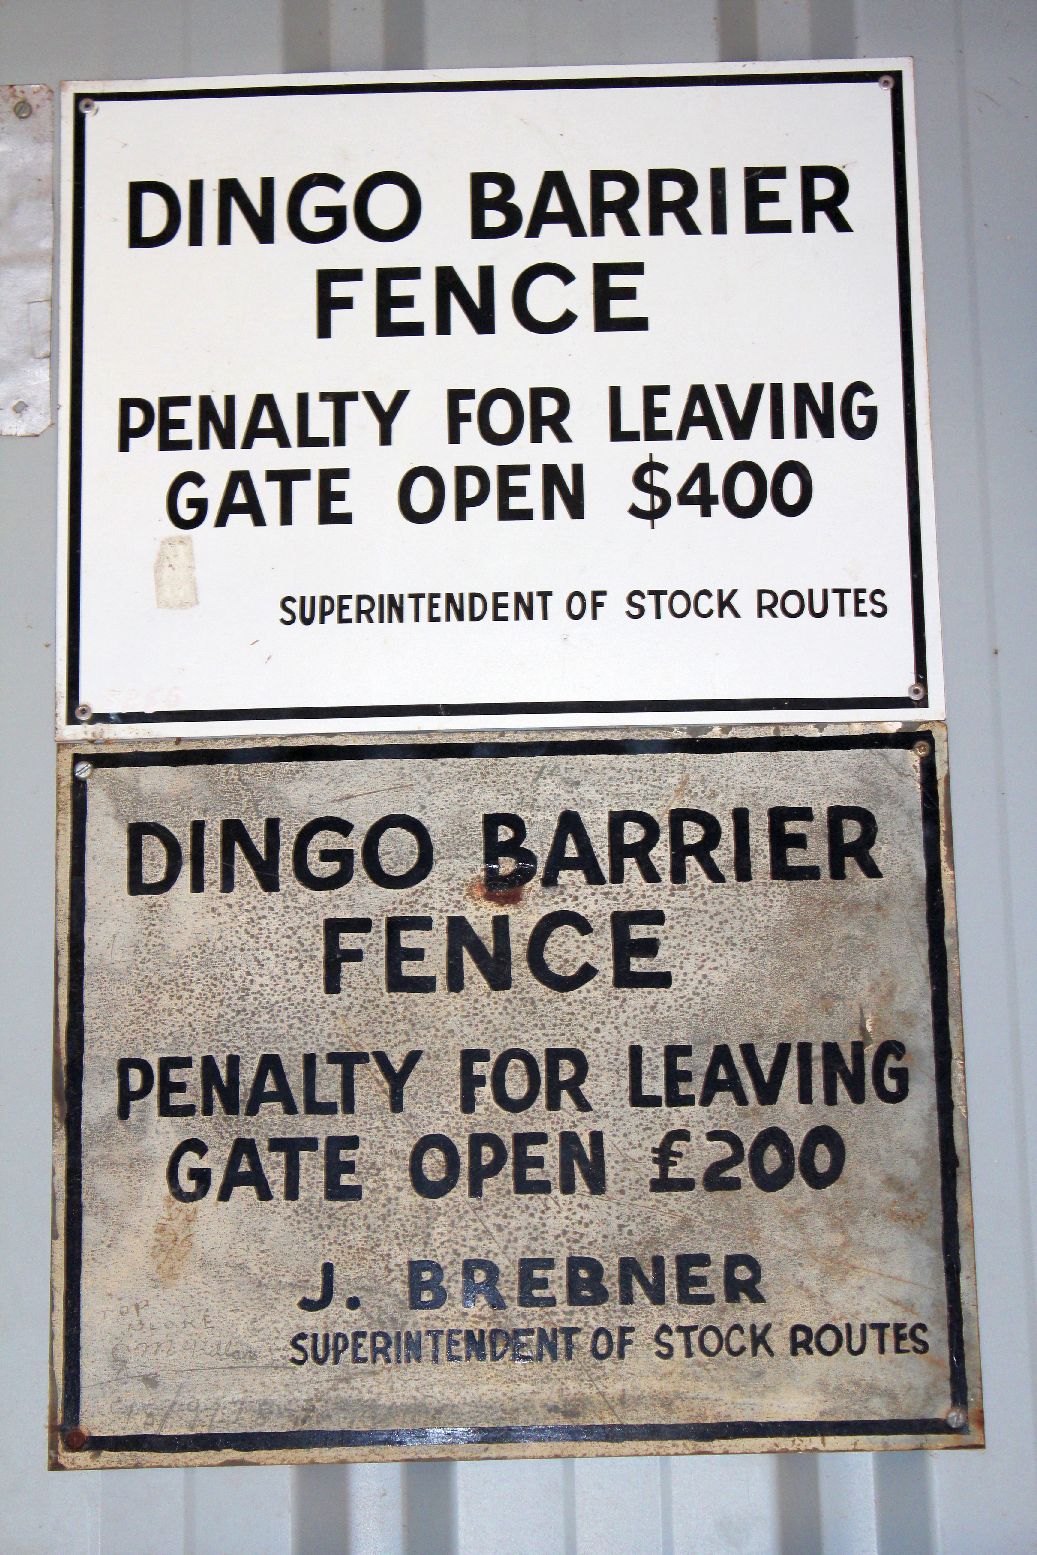 DINGO BARRIER
FENCE
PENALTY FOR LEAVING
GATE OPEN $400
SUPERINTENDENT OF STOCK ROUTES
DINGO BARRIER
FENCE
PENALTY FOR LEAVING
GATE OPEN £200
J. BREBNER
SUPERINTENDENT OF STOCK ROUTES